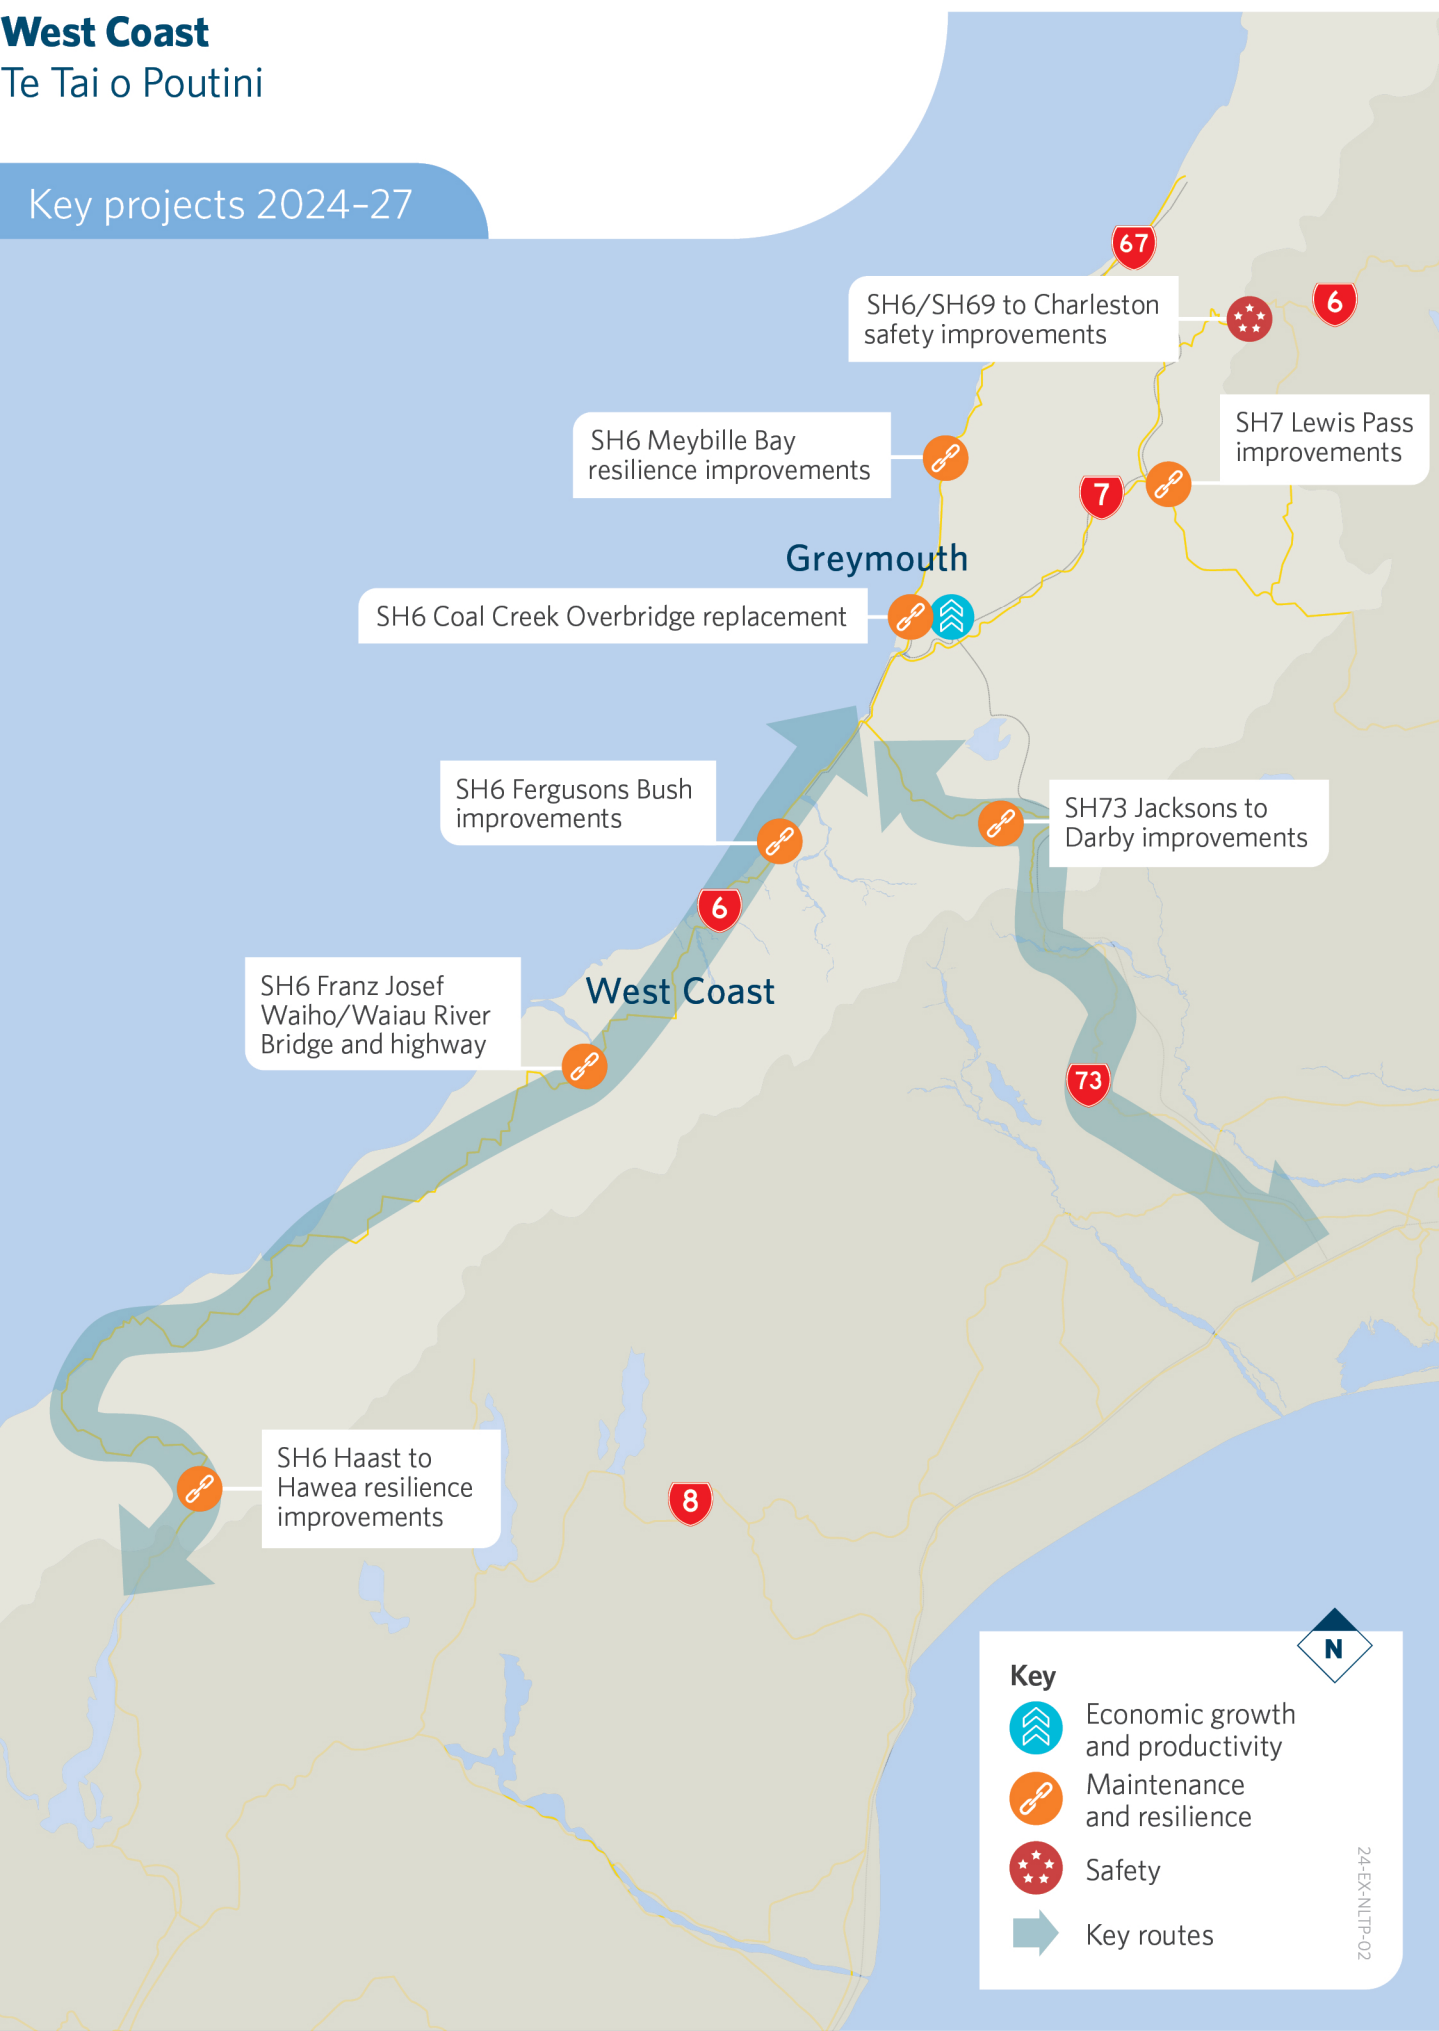 West Coast
Te Tai o Poutini
Key projects 2024–27
67
SH6/SH69 to Charleston
safety improvements
6
SH6 Meybille Bay
resilience improvements
SH7 Lewis Pass
improvements
7
Greymouth
SH6 Coal Creek Overbridge replacement
SH6 Fergusons Bush
improvements
SH73 Jacksons to
Darby improvements
6
West Coast
SH6 Franz Josef
Waiho/Waiau River
Bridge and highway
73
SH6 Haast to
Hawea resilience
improvements
8
N
Key
Economic growth
and productivity
Maintenance
and resilience
Safety
Key routes
24-EX-NLTP-02